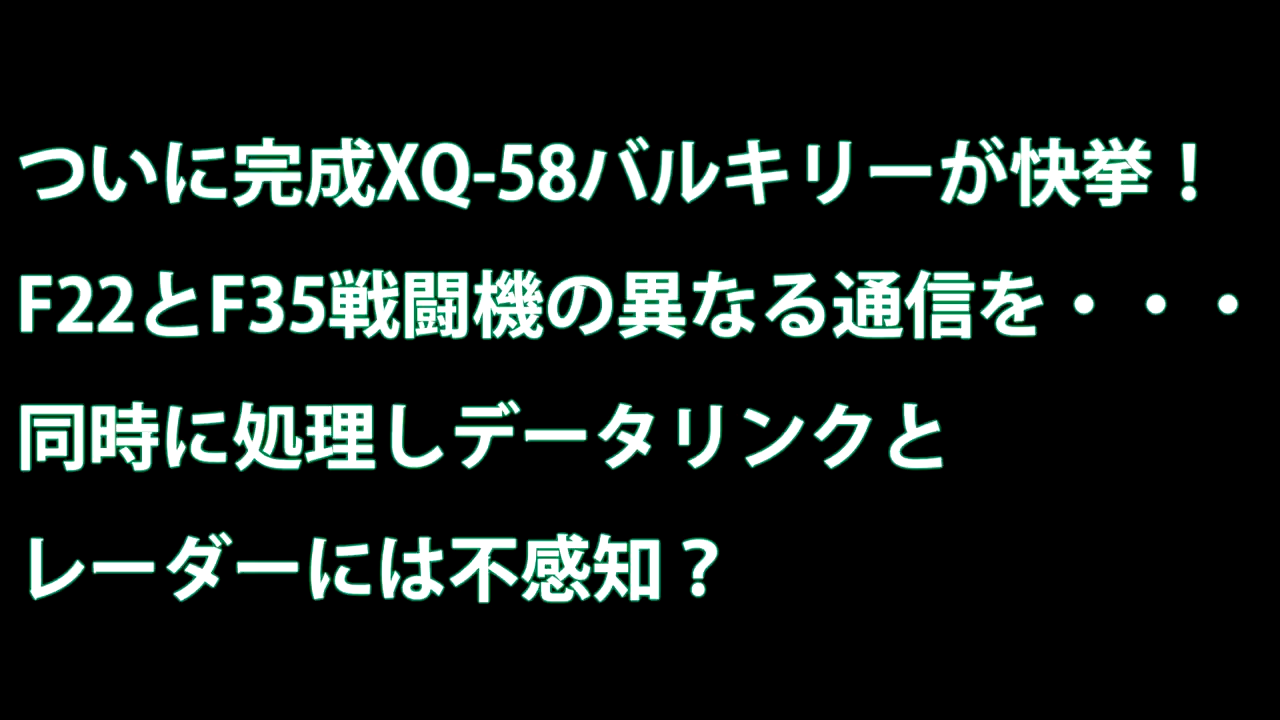 ついに完成XQ-58バルキリーが快挙！
F22とF35戦闘機の異なる通信を・・・
同時に処理しデータリンクと
レーダーには不感知？